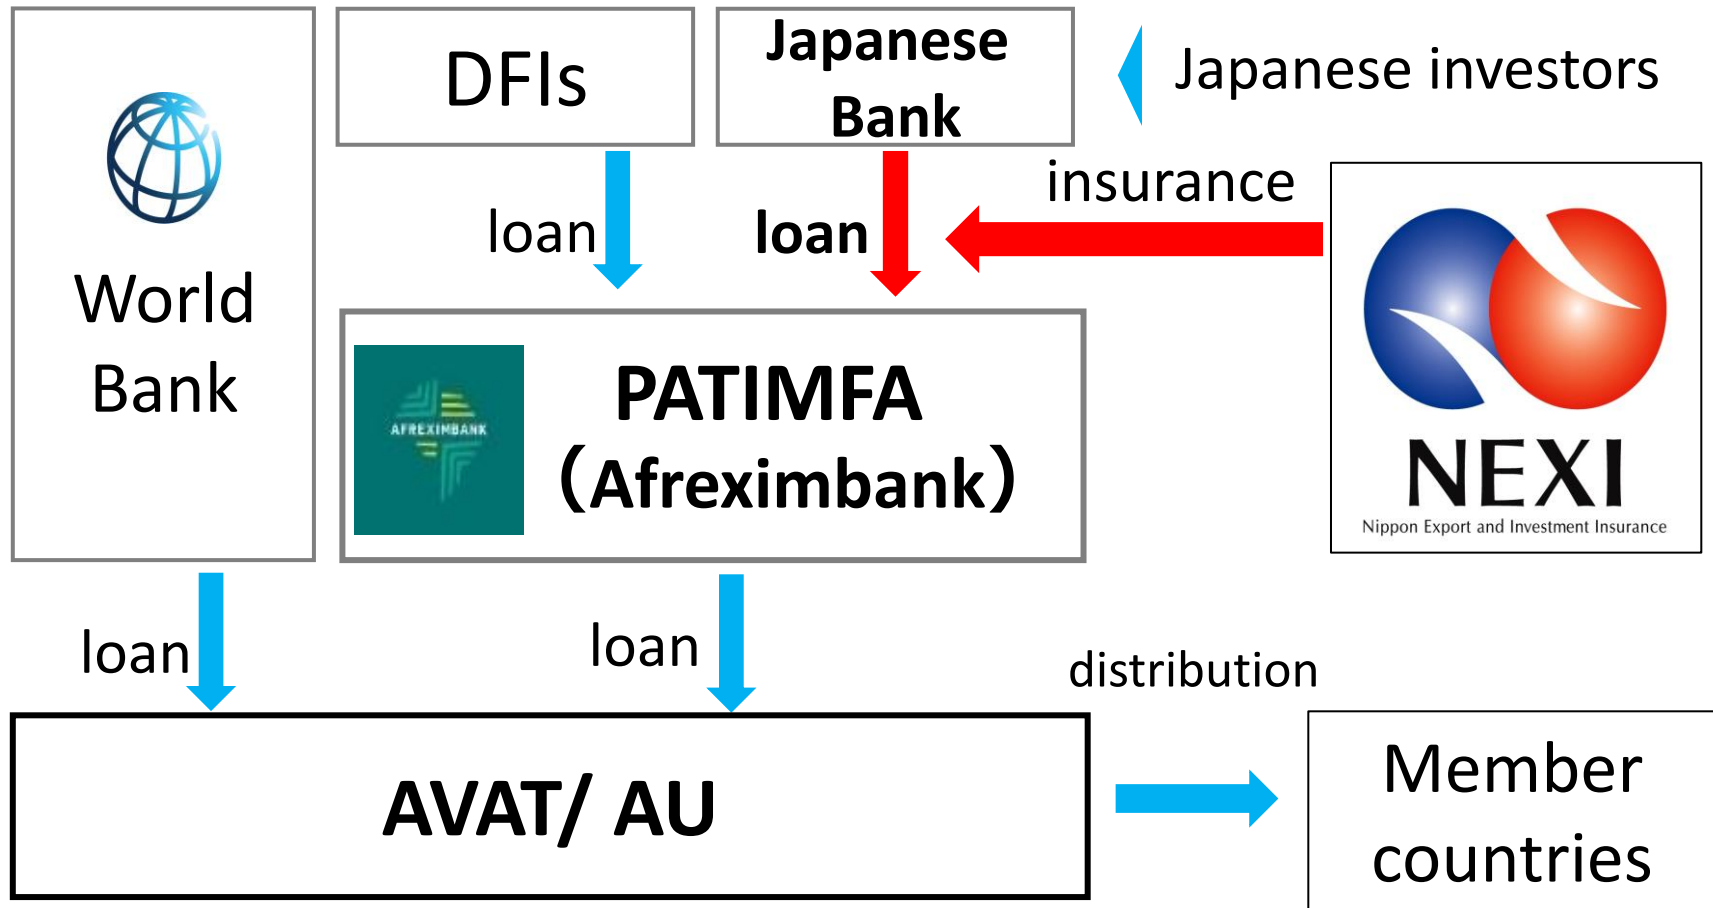 World
Bank
DFIs
Japanese
Bank
Japanese investors
loan
loan
insurance
AFREXIMBANK
PATIMFA
（Afreximbank）
NEXI
Nippon Export and Investment Insurance
loan
loan
distribution
AVAT/ AU
Member
countries